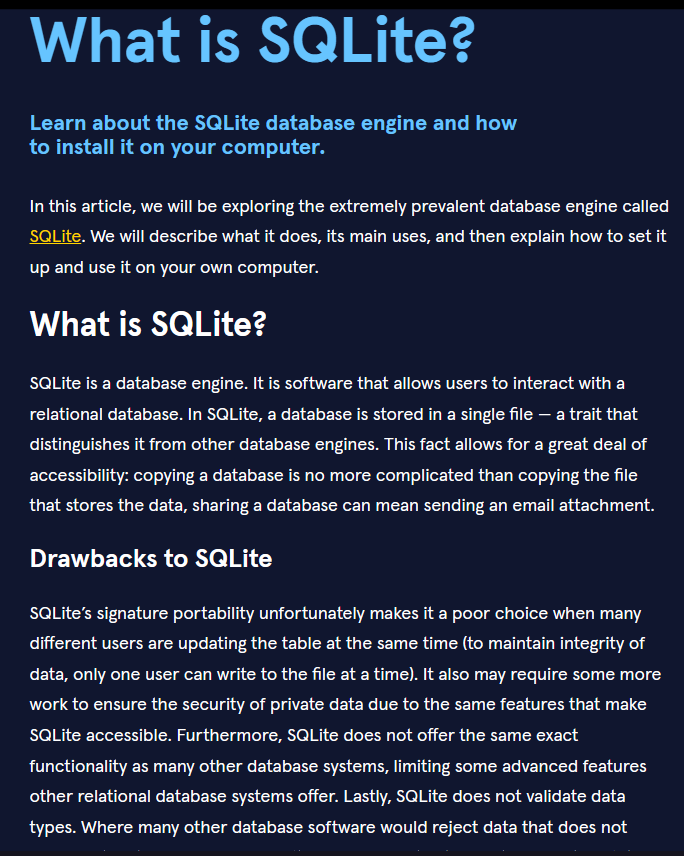 What is SQLite?
Learn about the SQLite database engine and how
to install it on your computer.
In this article, we will be exploring the extremely prevalent database engine called
SQLite. We will describe what it does, its main uses, and then explain how to set it
up and use it on your own computer.
What is SQLite?
SQLite is a database engine. It is software that allows users to interact with a
relational database. In SQLite, a database is stored in a single file — a trait that
distinguishes it from other database engines. This fact allows for a great deal of
accessibility: copying a database is no more complicated than copying the file
that stores the data, sharing a database can mean sending an email attachment.
Drawbacks to SQLite
SQLite’s signature portability unfortunately makes it a poor choice when many
different users are updating the table at the same time (to maintain integrity of
data, only one user can write to the file at a time). It also may require some more
work to ensure the security of private data due to the same features that make
SQLite accessible. Furthermore, SQLite does not offer the same exact
functionality as many other database systems, limiting some advanced features
other relational database systems offer. Lastly, SQLite does not validate data
types. Where many other database software would reject data that does not